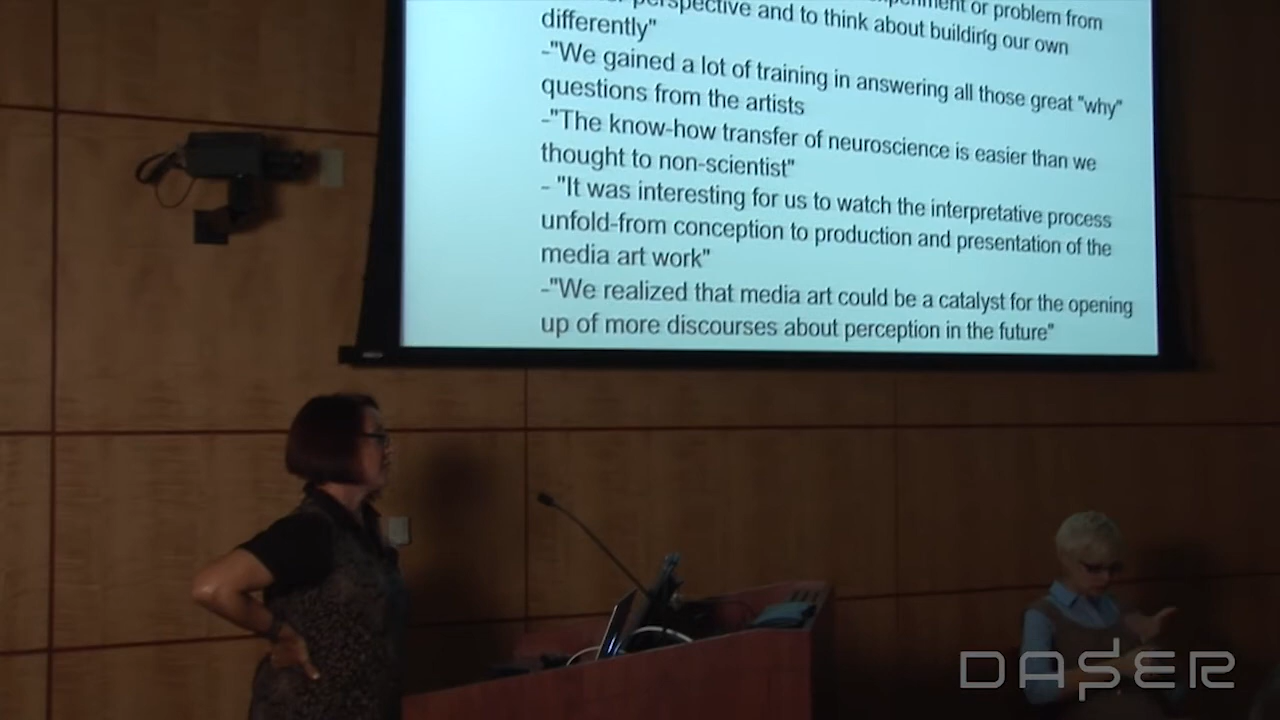 perspective and to think about building our own
differently"
-"We gained a lot of training in answering all those great "why"
questions from the artists
-"The know-how transfer of neuroscience is easier than we
thought to non-scientist"
- "It was interesting for us to watch the interpretative process
unfold-from conception to production and presentation of the
media art work"
-"We realized that media art could be a catalyst for the opening
up of more discourses about perception in the future"
DASER